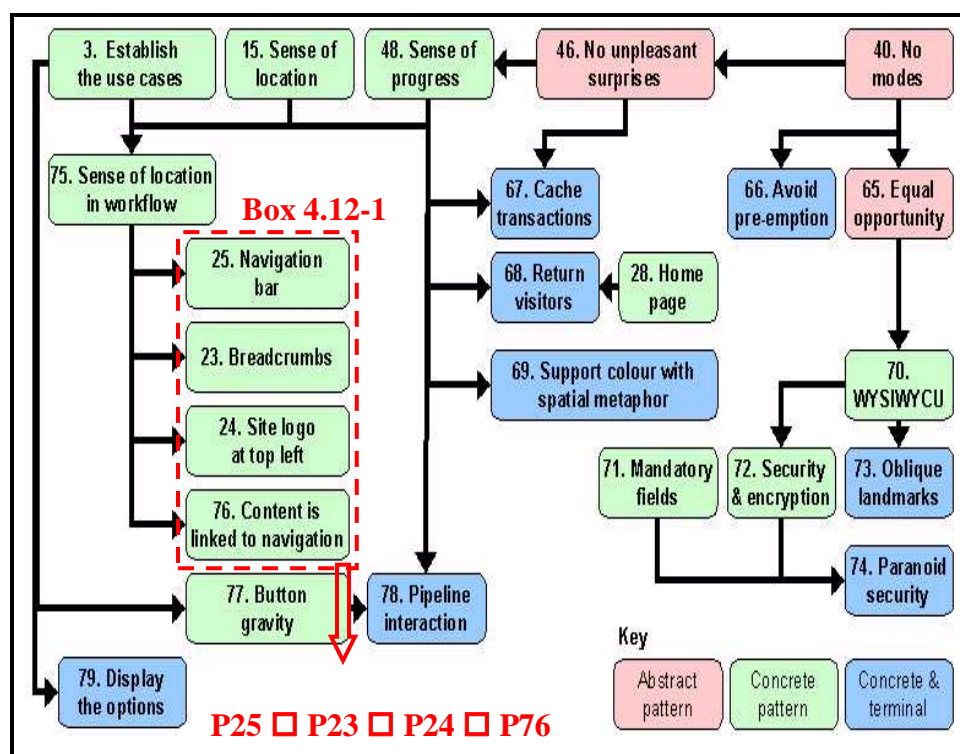 3. Establish
the use cases
15. Sense of
location
48. Sense of
progress
46. No unpleasant
surprises
40. No
modes
75. Sense of location
in workflow
67. Cache
transactions
66. Avoid
pre-emption
65. Equal
opportunity
Box 4.12-1
25. Navigation
bar
68. Return
visitors
28. Home
page
23. Breadcrumbs
69. Support colour with
spatial metaphor
70.
WYSIWYCU
24. Site logo
at top left
71. Mandatory
fields
72. Security
& encryption
73. Oblique
landmarks
76. Content is
linked to navigation
74. Paranoid
security
77. Button
gravity
78. Pipeline
interaction
79. Display
the options
Key
Abstract
pattern
Concrete
pattern
Concrete &
terminal
P25 □ P23 □ P24 □ P76